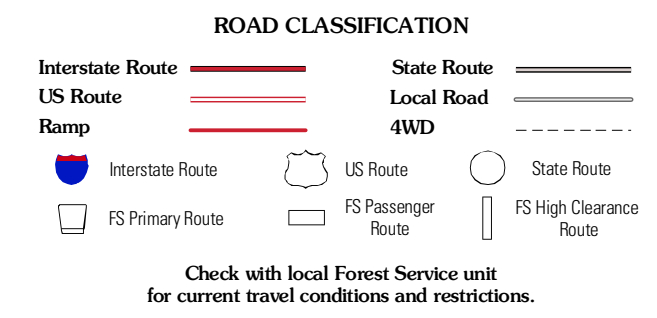 ROAD CLASSIFICATION
Interstate Route
State Route
US Route
Local Road
Ramp
4WD
Interstate Route
US Route
State Route
FS Primary Route
FS Passenger
Route
FS High Clearance
Route
Check with local Forest Service unit
for current travel conditions and restrictions.